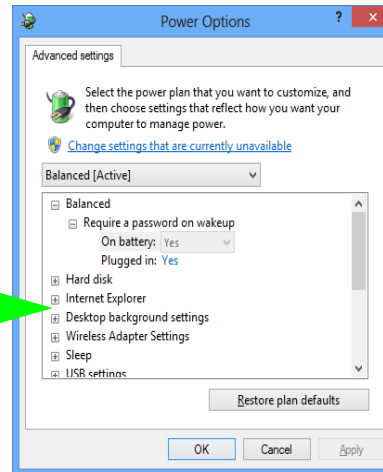 Power Options
?
x
Advanced settings
Select the power plan that you want to customize, and
then choose settings that reflect how you want your
computer to manage power.
Change settings that are currently unavailable
Balanced [Active]
Balanced
Require a password on wakeup
On battery: Yes
Plugged in: Yes
Hard disk
Internet Explorer
Desktop background settings
Wireless Adapter Settings
Sleep
USB settings
Restore plan defaults
OK Cancel Apply